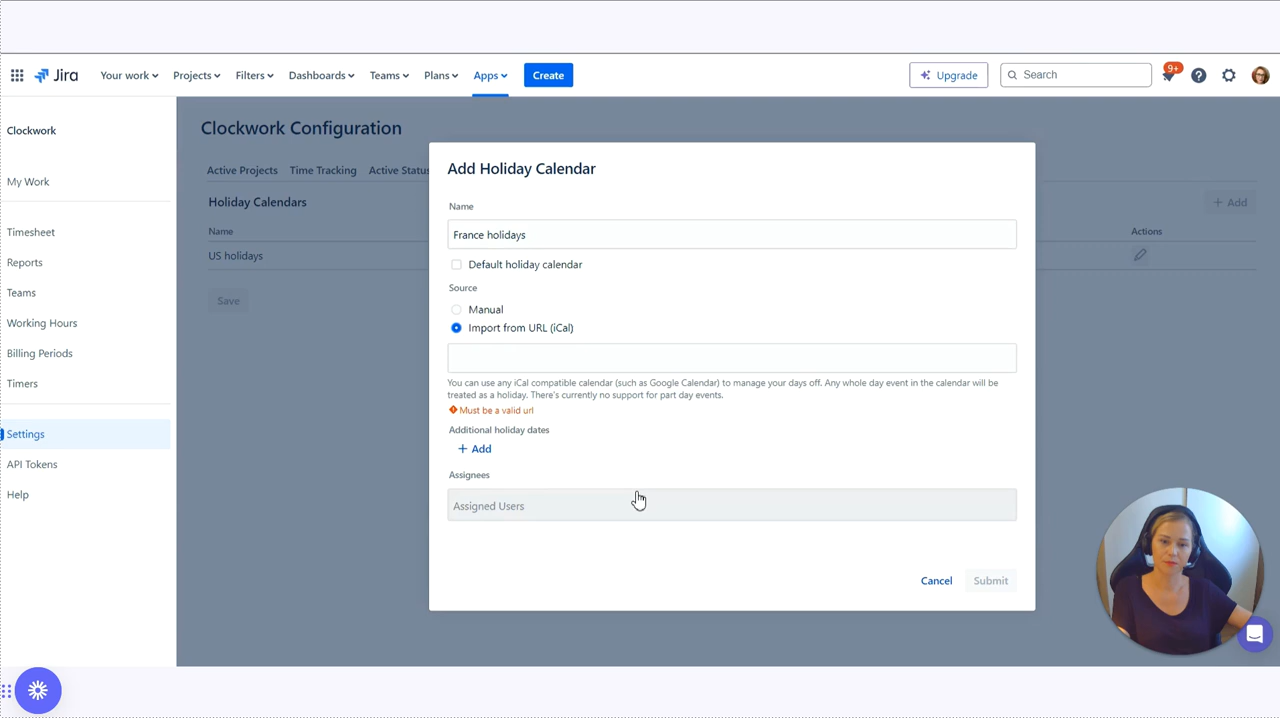 Jira
Your work
Projects
Filters
Dashboards
Teams
Plans
Apps
Create
Upgrade
Search
9+
Clockwork
My Work
Timesheet
Reports
Teams
Working Hours
Billing Periods
Timers
Settings
API Tokens
Help
Clockwork Configuration
Active Projects
Time Tracking
Active Status
Holiday Calendars
+ Add
Name
Actions
US holidays
Save
Add Holiday Calendar
Name
France holidays
Default holiday calendar
Source
Manual
Import from URL (iCal)
You can use any iCal compatible calendar (such as Google Calendar) to manage your days off. Any whole day event in the calendar will be
treated as a holiday. There's currently no support for part day events.
Must be a valid url
Additional holiday dates
+ Add
Assignees
Assigned Users
Cancel
Submit